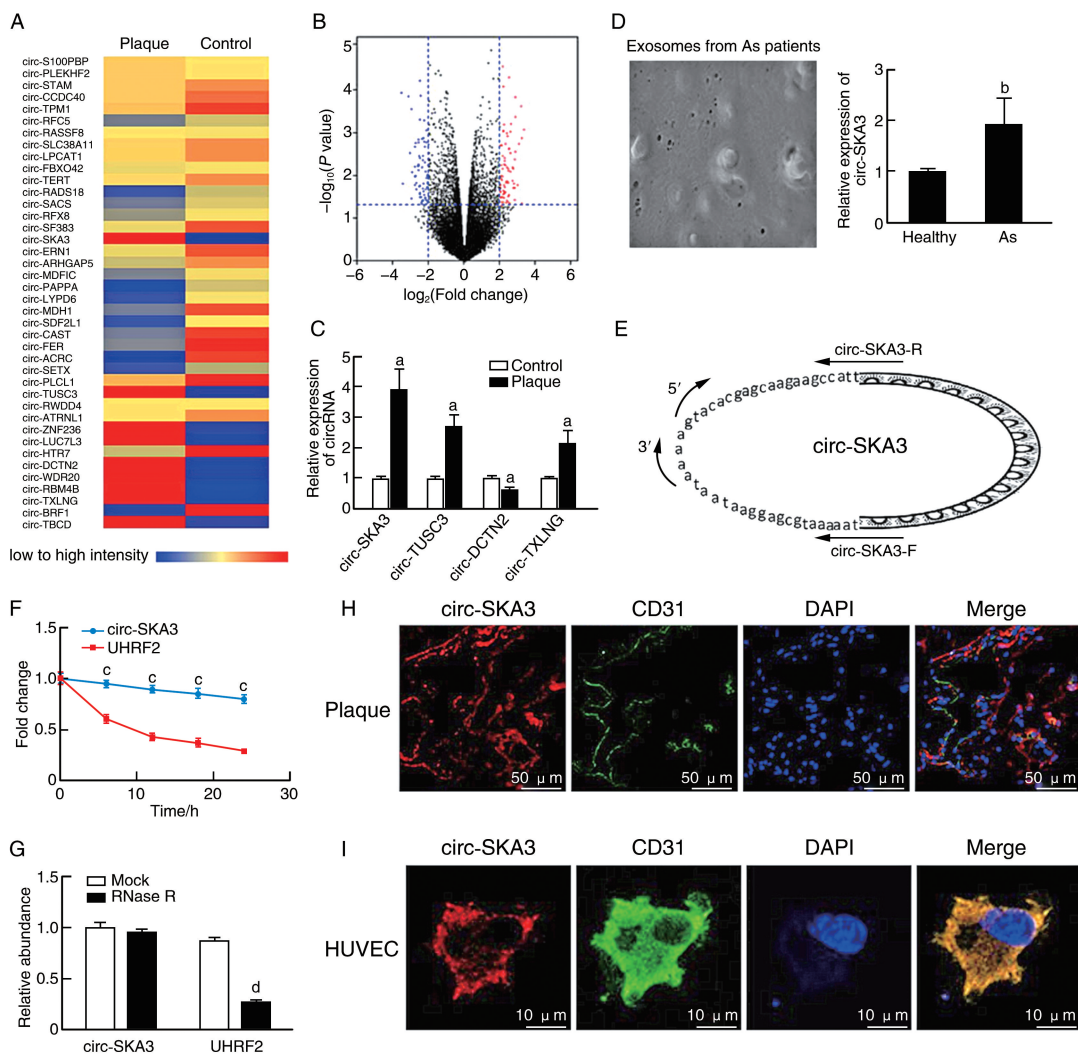 A
Plaque Control
circ-S100PBP
circ-PLEKHF2
circ-STAM
circ-CCDC40
circ-TPM1
circ-RFC5
circ-RASSF8
circ-SLC38A11
circ-LPCAT1
circ-FBXO42
circ-TERT
circ-RADS18
circ-SACS
circ-RFX8
circ-SF383
circ-SKA3
circ-ERN1
circ-ARHGAP5
circ-MDFIC
circ-PAPPA
circ-LYPD6
circ-MDH1
circ-SDF2L1
circ-CAST
circ-FER
circ-ACRC
circ-SETX
circ-PLCL1
circ-TUSC3
circ-RWDD4
circ-ATRNL1
circ-ZNF236
circ-LUC7L3
circ-HTR7
circ-DCTN2
circ-WDR20
circ-RBM4B
circ-TXLNG
circ-BRF1
circ-TBCD
low to high intensity
B
−log10(P value)
5
4
3
2
1
0
−6 −4 −2 0 2 4 6
log2(Fold change)
C
Relative expression
of circRNA
5
4
3
2
1
0
Control
Plaque
a a a a
circ-SKA3
circ-TUSC3
circ-DCTN2
circ-TXLNG
D
Exosomes from As patients
Relative expression of
circ-SKA3
3
2
1
0
b
Healthy As
E
circ-SKA3-R
5′
3′
gtacacgagcaagaagccatt
circ-SKA3
aaaaataataaggagcgtaaaaat
circ-SKA3-F
F
Fold change
1.5
1.0
0.5
0
circ-SKA3
UHRF2
c c c c
0 10 20 30
Time/h
G
Relative abundance
1.5
1.0
0.5
0
Mock
RNase R
d
circ-SKA3 UHRF2
H
circ-SKA3 CD31 DAPI Merge
Plaque
50 μm 50 μm 50 μm 50 μm
I
circ-SKA3 CD31 DAPI Merge
HUVEC
10 μm 10 μm 10 μm 10 μm